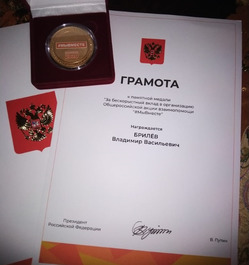 #МЫВМЕСТЕ
ГРАМОТА
к памятной медали
"За бескорыстный вклад в организацию
Общероссийской акции взаимопомощи
"#МыВместе"
Награждается
БРИЛЁВ
Владимир Васильевич
Президент
Российской Федерации
В. Путин